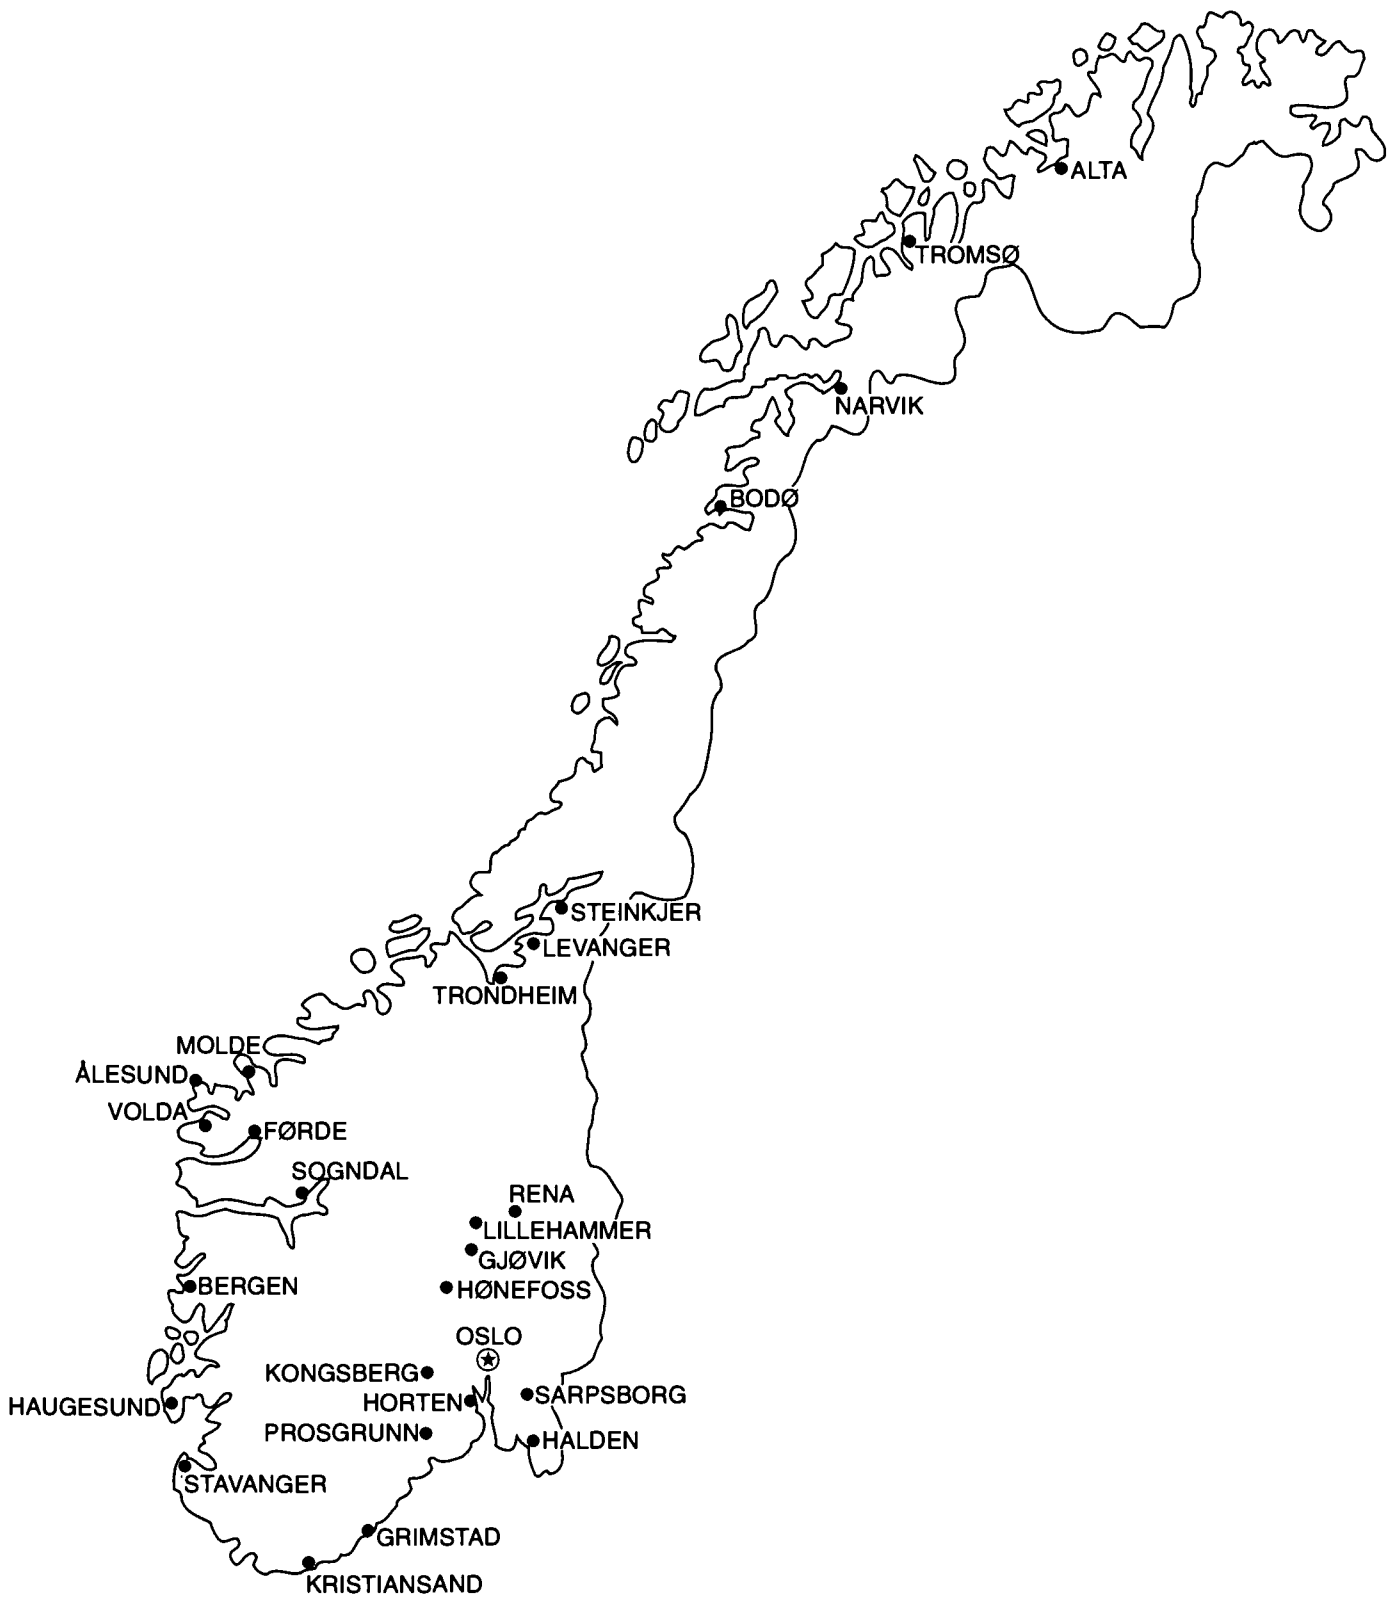 ALTA
TROMSØ
NARVIK
BODØ
STEINKJER
LEVANGER
TRONDHEIM
MOLDE
ÅLESUND
VOLDA
FØRDE
SOGNDAL
RENA
LILLEHAMMER
GJØVIK
BERGEN
HØNEFOSS
OSLO
KONGSBERG
SARPSBORG
HORTEN
HAUGESUND
PROSGRUNN
HALDEN
STAVANGER
GRIMSTAD
KRISTIANSAND